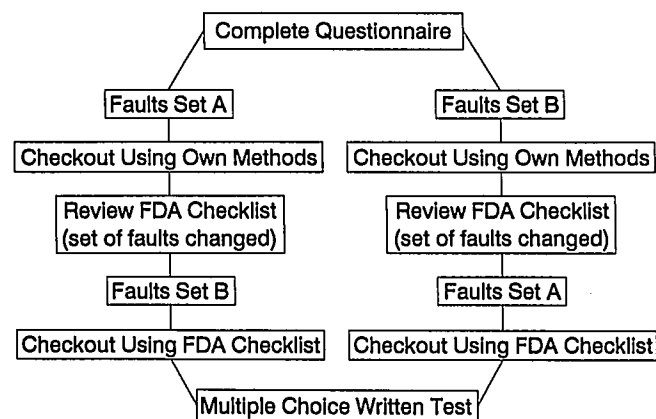 Complete Questionnaire
Faults Set A
Checkout Using Own Methods
Review FDA Checklist
(set of faults changed)
Faults Set B
Checkout Using FDA Checklist
Faults Set B
Checkout Using Own Methods
Review FDA Checklist
(set of faults changed)
Faults Set A
Checkout Using FDA Checklist
Multiple Choice Written Test